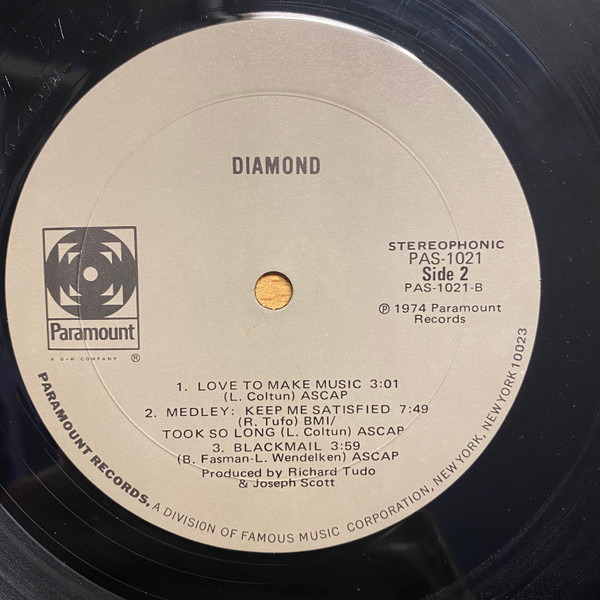 DIAMOND
STEREOPHONIC
PAS-1021
Side 2
PAS-1021-B
℗ 1974 Paramount
Records
Paramount
A G+W COMPANY ®
1. LOVE TO MAKE MUSIC 3:01
(L. Coltun) ASCAP
2. MEDLEY: KEEP ME SATISFIED 7:49
(R. Tufo) BMI/
TOOK SO LONG (L. Coltun) ASCAP
3. BLACKMAIL 3:59
(B. Fasman-L. Wendelken) ASCAP
Produced by Richard Tudo
& Joseph Scott
PARAMOUNT RECORDS, A DIVISION OF FAMOUS MUSIC CORPORATION, NEW YORK, NEW YORK 10023